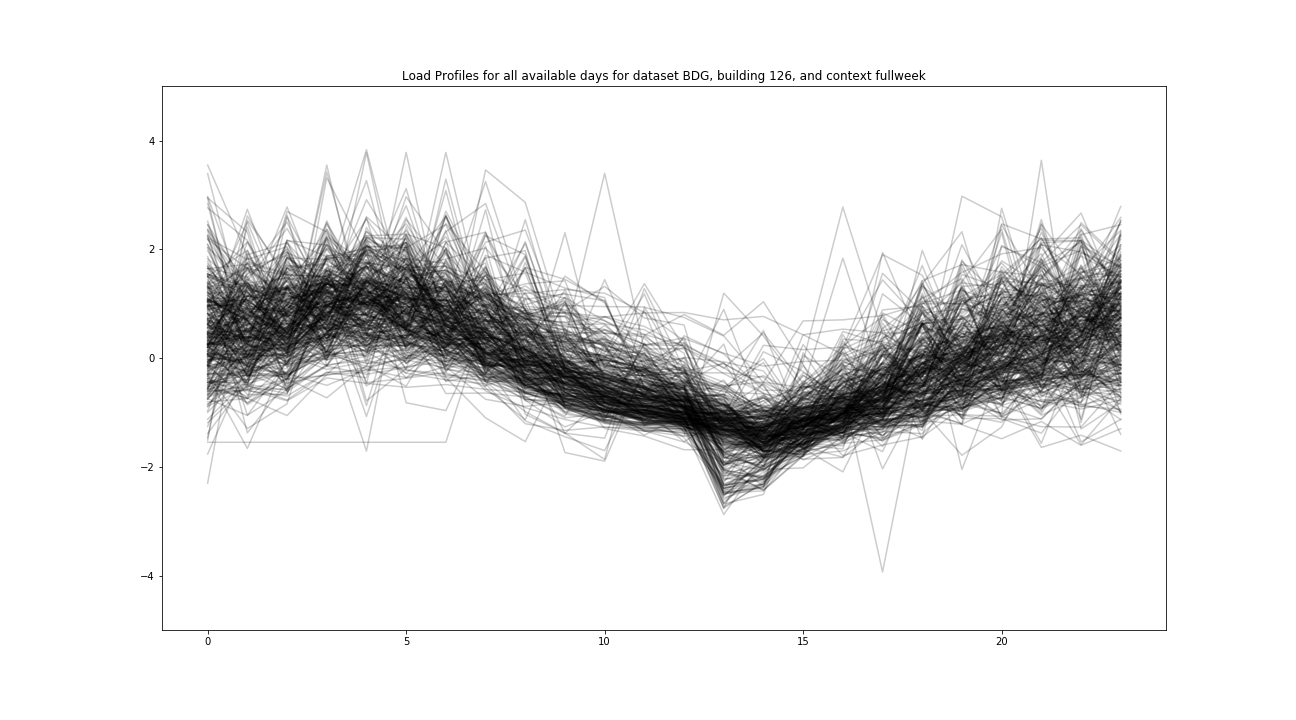 Load Profiles for all available days for dataset BDG, building 126, and context fullweek
4
2
0
−2
−4
0 5 10 15 20